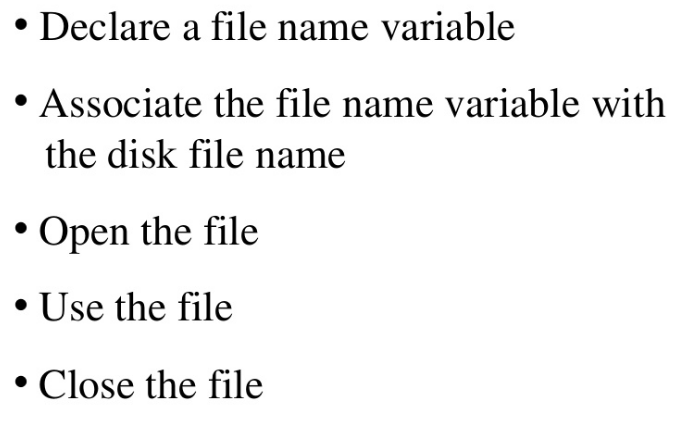 • Declare a file name variable
• Associate the file name variable with
the disk file name
• Open the file
• Use the file
• Close the file